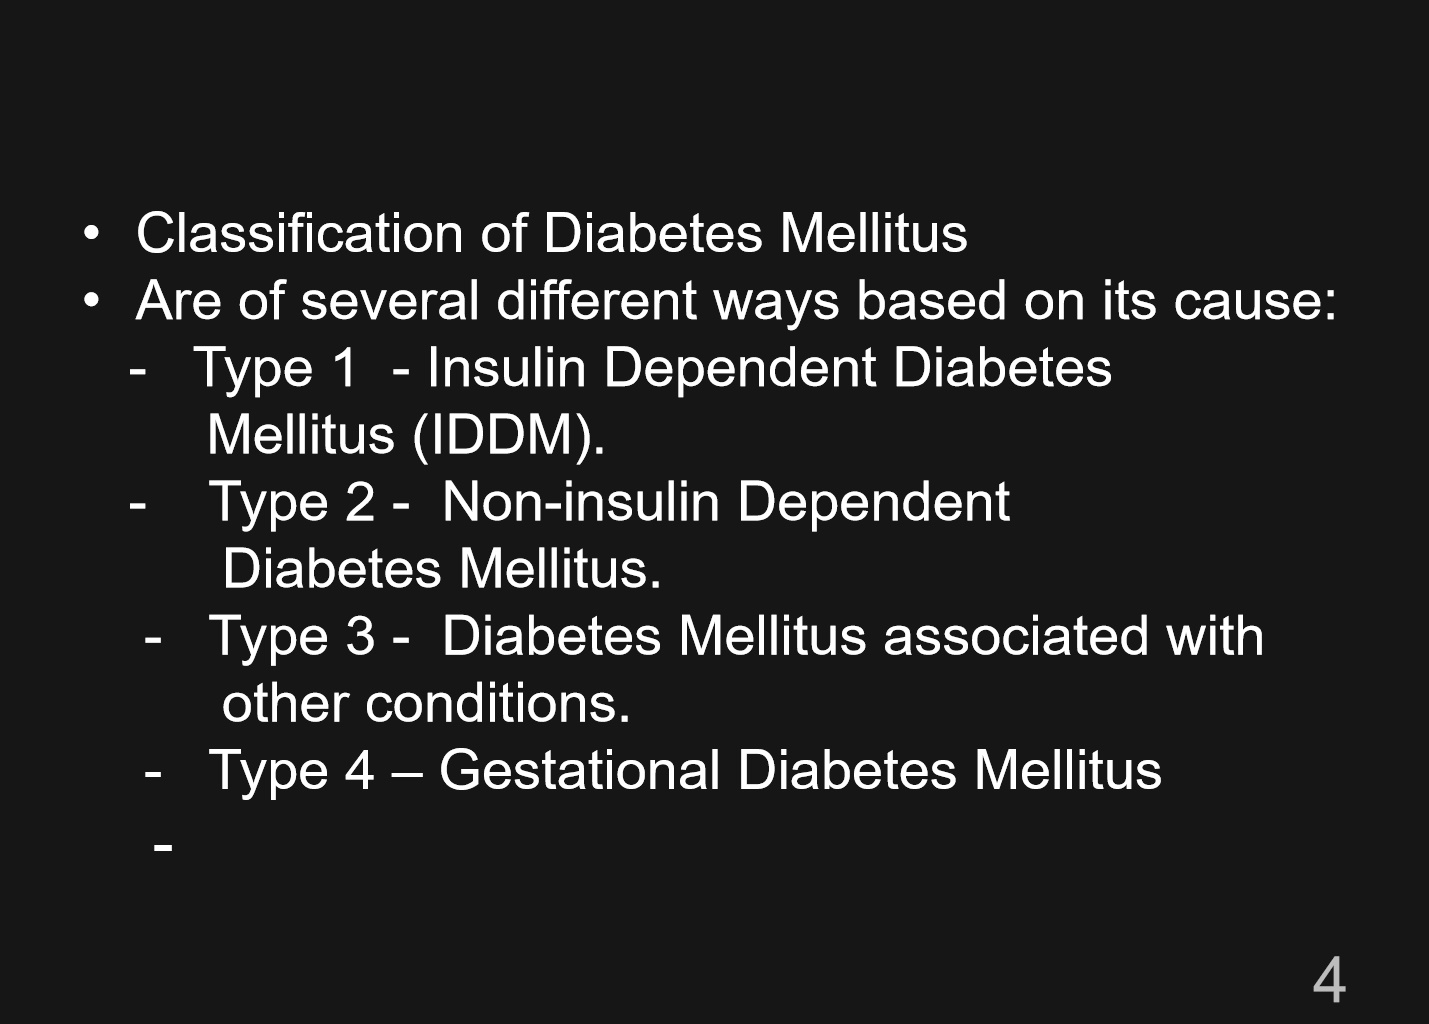 • Classification of Diabetes Mellitus
• Are of several different ways based on its cause:
- Type 1 - Insulin Dependent Diabetes
Mellitus (IDDM).
- Type 2 - Non-insulin Dependent
Diabetes Mellitus.
- Type 3 - Diabetes Mellitus associated with
other conditions.
- Type 4 – Gestational Diabetes Mellitus
-
4